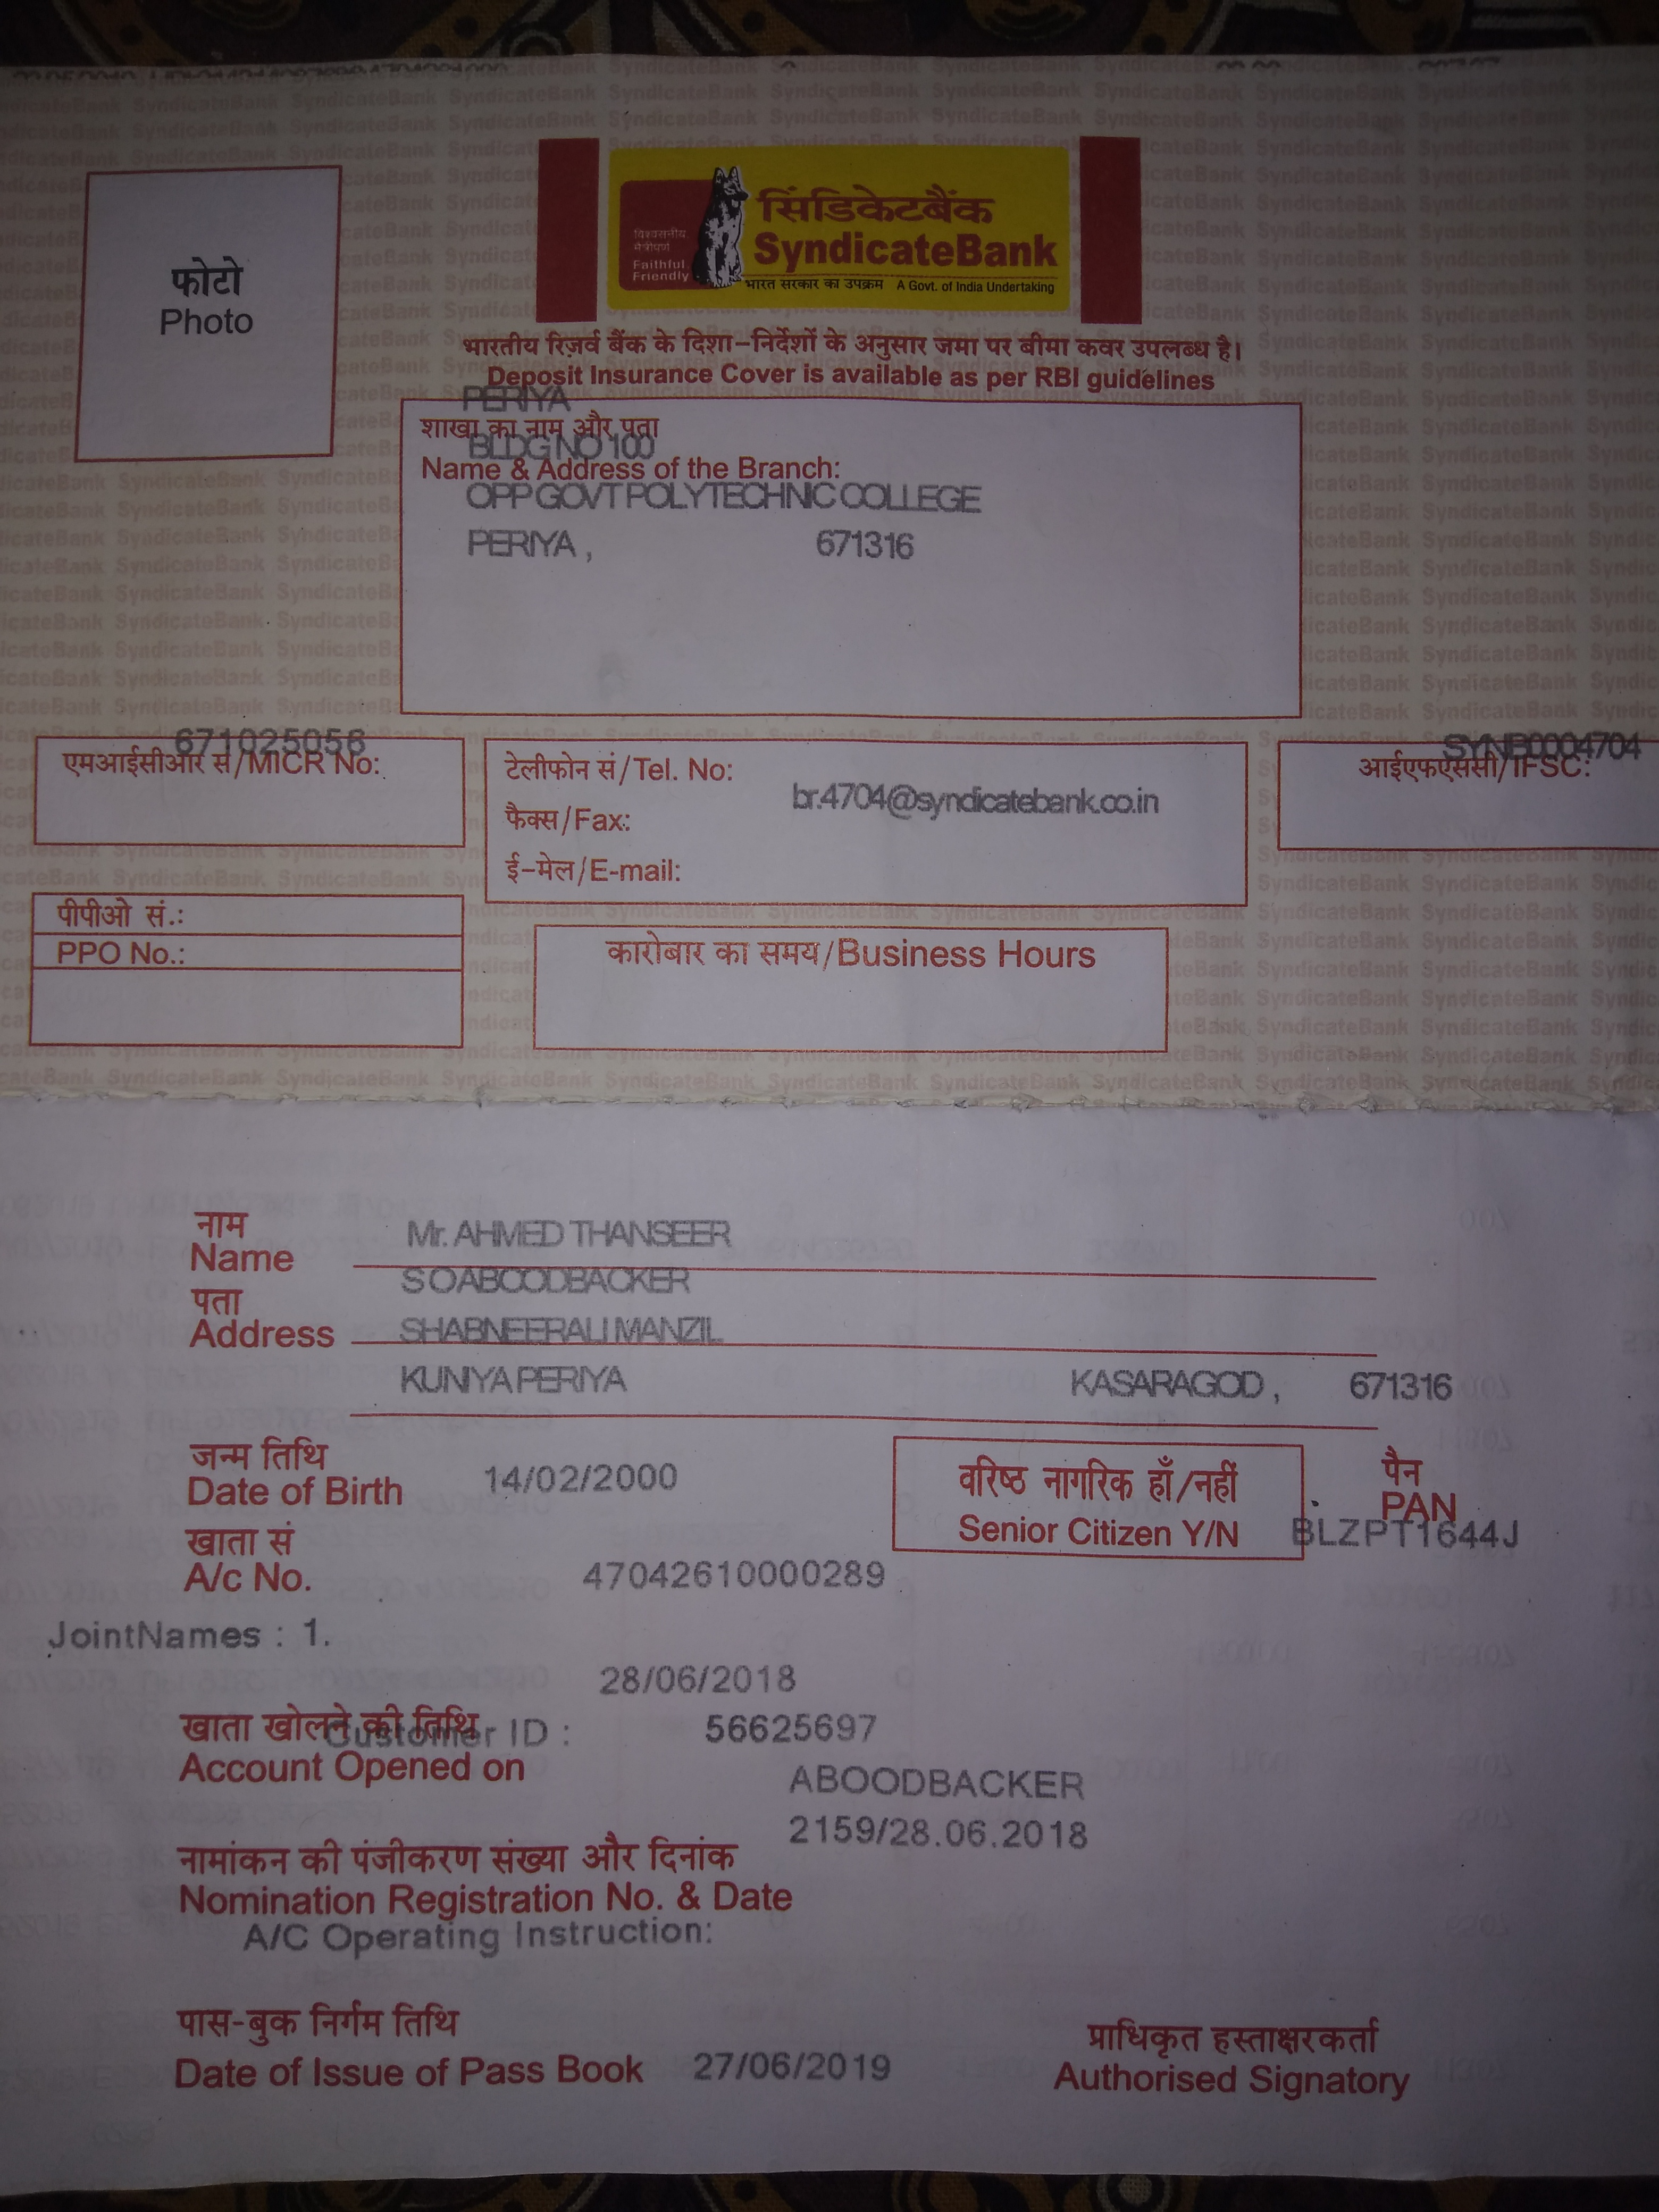 फोटो
Photo
विश्वसनीय
मैत्रीपूर्ण
Faithful
Friendly
सिंडिकेटबैंक
SyndicateBank
भारत सरकार का उपक्रम A Govt. of India Undertaking
भारतीय रिज़र्व बैंक के दिशा-निर्देशों के अनुसार जमा पर बीमा कवर उपलब्ध है।
Deposit Insurance Cover is available as per RBI guidelines
PERIYA
शाखा का नाम और पता
BLDG NO 100
Name & Address of the Branch:
OPP GOVT POLYTECHNIC COLLEGE
PERIYA , 671316
671025056
एमआईसीआर सं/MICR No:
टेलीफोन सं/Tel. No:
br.4704@syndicatebank.co.in
फैक्स/Fax:
ई-मेल/E-mail:
SYNB0004704
आईएफएससी/IFSC:
पीपीओ सं.:
PPO No.:
कारोबार का समय/Business Hours
नाम
Name Mr. AHMED THANSEER
S O ABOODBACKER
पता
Address SHABNEERALI MANZIL
KUNIYA PERIYA KASARAGOD , 671316
जन्म तिथि
Date of Birth 14/02/2000
वरिष्ठ नागरिक हाँ/नहीं
Senior Citizen Y/N
पैन
PAN
BLZPT1644J
खाता सं
A/c No. 47042610000289
JointNames : 1.
28/06/2018
खाता खोलने की तिथि
Customer ID : 56625697
Account Opened on
ABOODBACKER
2159/28.06.2018
नामांकन की पंजीकरण संख्या और दिनांक
Nomination Registration No. & Date
A/C Operating Instruction:
पास-बुक निर्गम तिथि
Date of Issue of Pass Book 27/06/2019
प्राधिकृत हस्ताक्षरकर्ता
Authorised Signatory